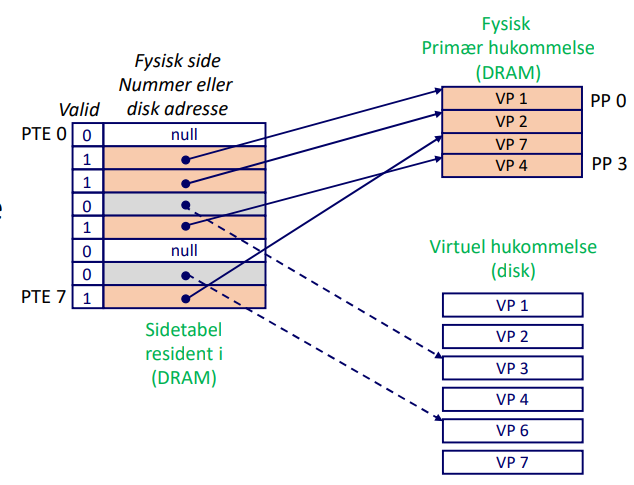 Fysisk side
Nummer eller
Valid disk adresse
PTE 0 0 null
1
1
0
1
0 null
0
PTE 7 1
Sidetabel
resident i
(DRAM)
Fysisk
Primær hukommelse
(DRAM)
VP 1 PP 0
VP 2
VP 7
VP 4 PP 3
Virtuel hukommelse
(disk)
VP 1
VP 2
VP 3
VP 4
VP 6
VP 7
e